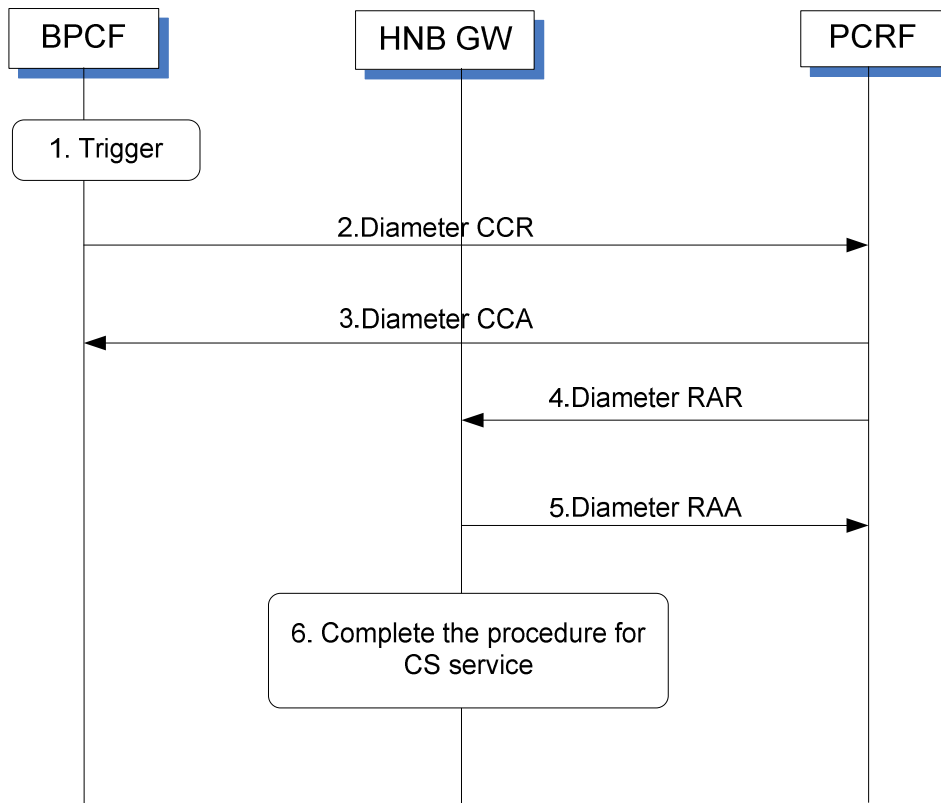 BPCF
HNB GW
PCRF
1. Trigger
2.Diameter CCR
3.Diameter CCA
4.Diameter RAR
5.Diameter RAA
6. Complete the procedure for
CS service